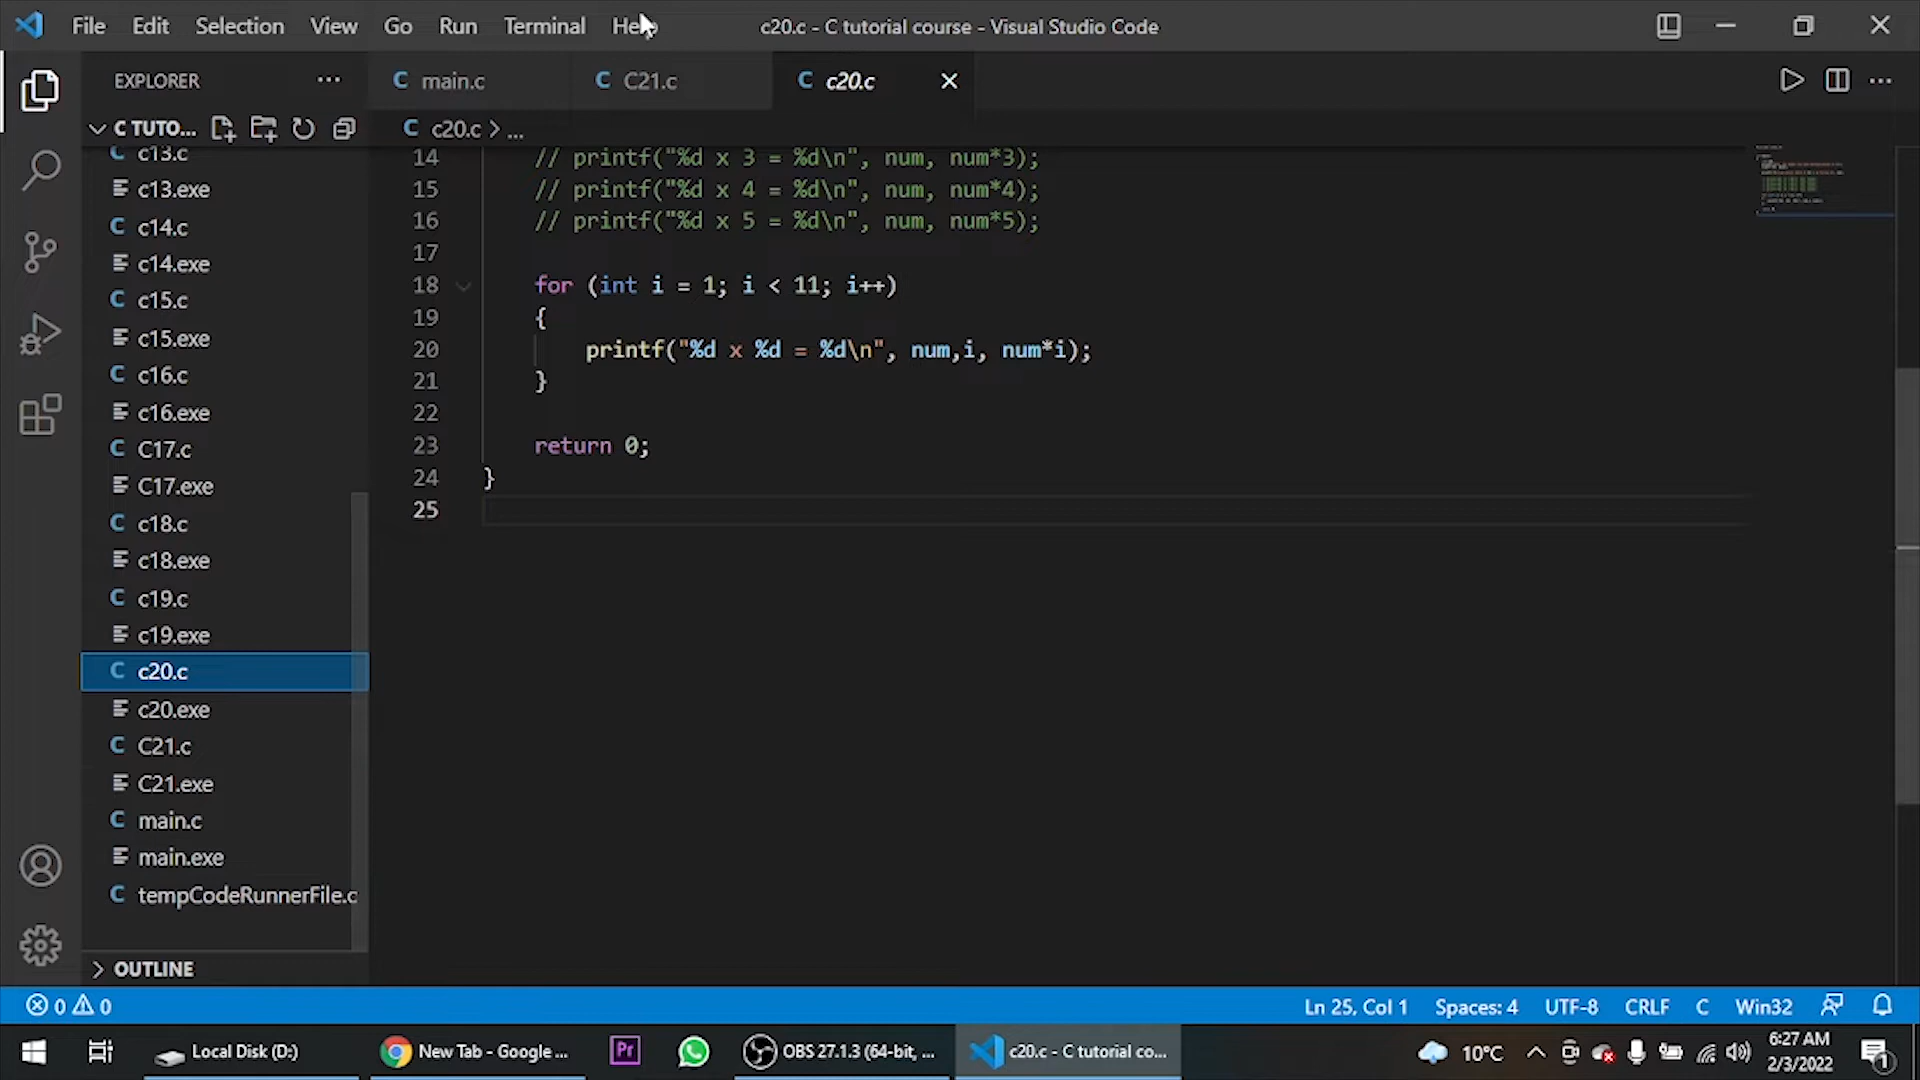 File Edit Selection View Go Run Terminal Help
c20.c - C tutorial course - Visual Studio Code
EXPLORER ...
C main.c
C C21.c
C c20.c
C TUTO...
C c20.c > ...
C c13.c
c13.exe
C c14.c
c14.exe
C c15.c
c15.exe
C c16.c
c16.exe
C C17.c
C17.exe
C c18.c
c18.exe
C c19.c
c19.exe
C c20.c
c20.exe
C C21.c
C21.exe
C main.c
main.exe
C tempCodeRunnerFile.c
OUTLINE
14 // printf("%d x 3 = %d\n", num, num*3);
15 // printf("%d x 4 = %d\n", num, num*4);
16 // printf("%d x 5 = %d\n", num, num*5);
17
18 for (int i = 1; i < 11; i++)
19 {
20 printf("%d x %d = %d\n", num,i, num*i);
21 }
22
23 return 0;
24 }
25
0 0
Ln 25, Col 1 Spaces: 4 UTF-8 CRLF C Win32
Local Disk (D:)
New Tab - Google ...
Pr
OBS 27.1.3 (64-bit, ...
c20.c - C tutorial co...
10°C
6:27 AM
2/3/2022
1